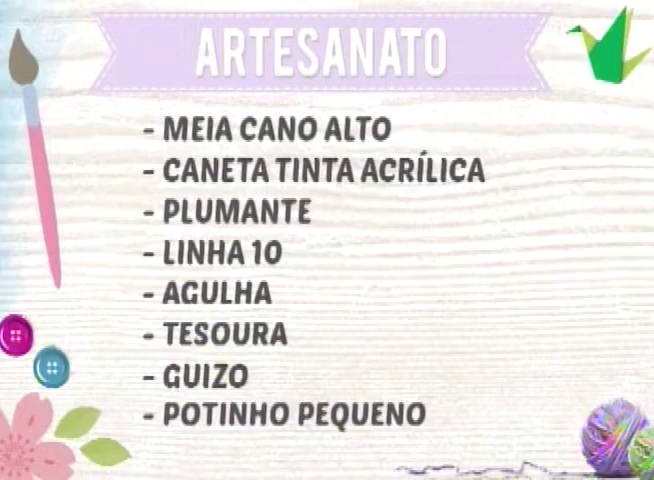 ARTESANATO
- MEIA CANO ALTO
- CANETA TINTA ACRÍLICA
- PLUMANTE
- LINHA 10
- AGULHA
- TESOURA
- GUIZO
- POTINHO PEQUENO